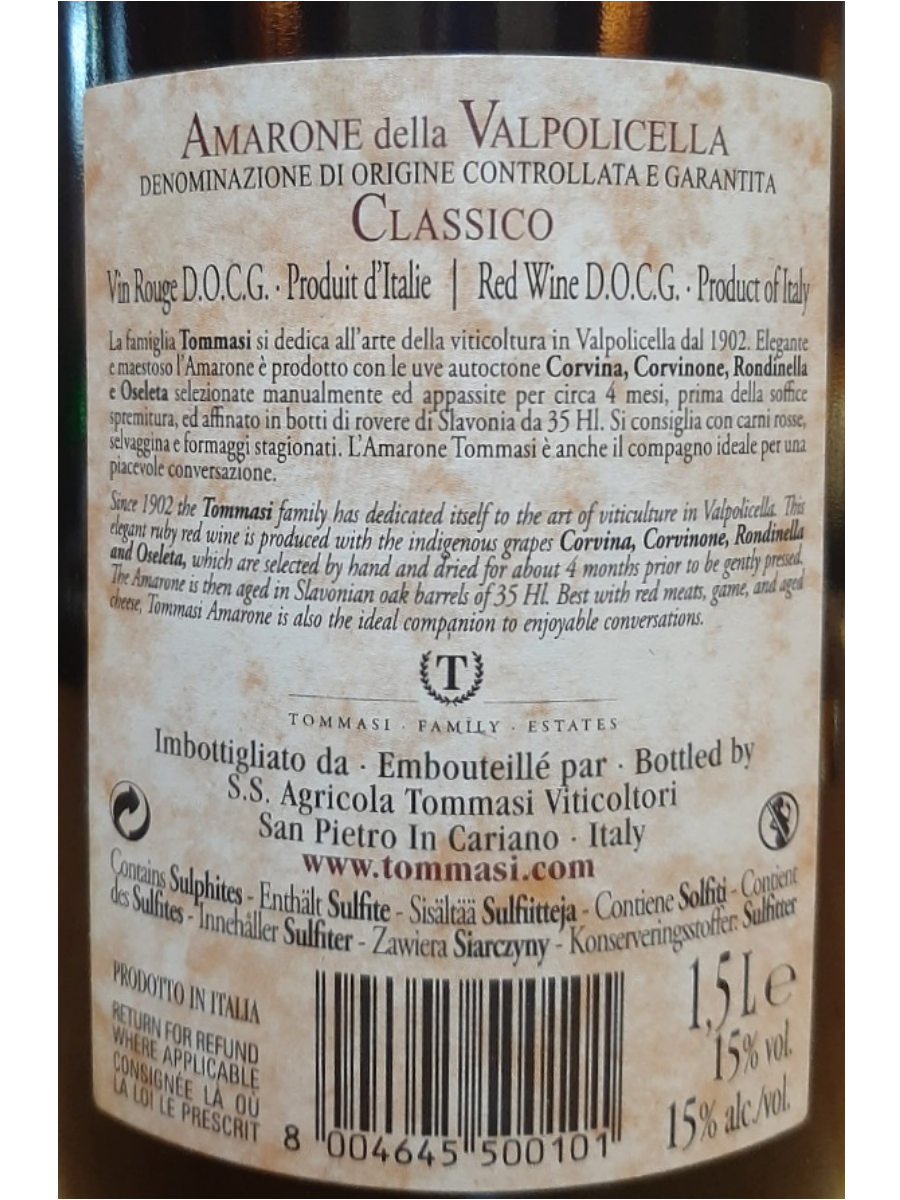 AMARONE della VALPOLICELLA
DENOMINAZIONE DI ORIGINE CONTROLLATA E GARANTITA
CLASSICO
Vin Rouge D.O.C.G. · Produit d'Italie | Red Wine D.O.C.G. · Product of Italy
La famiglia Tommasi si dedica all'arte della viticoltura in Valpolicella dal 1902. Elegante
e maestoso l'Amarone è prodotto con le uve autoctone Corvina, Corvinone, Rondinella
e Oseleta selezionate manualmente ed appassite per circa 4 mesi, prima della soffice
spremitura, ed affinato in botti di rovere di Slavonia da 35 Hl. Si consiglia con carni rosse,
selvaggina e formaggi stagionati. L'Amarone Tommasi è anche il compagno ideale per una
piacevole conversazione.
Since 1902 the Tommasi family has dedicated itself to the art of viticulture in Valpolicella. This
elegant ruby red wine is produced with the indigenous grapes Corvina, Corvinone, Rondinella
and Oseleta, which are selected by hand and dried for about 4 months prior to be gently pressed.
The Amarone is then aged in Slavonian oak barrels of 35 Hl. Best with red meats, game, and aged
cheese, Tommasi Amarone is also the ideal companion to enjoyable conversations.
T
TOMMASI · FAMILY · ESTATES
Imbottigliato da · Embouteillé par · Bottled by
S.S. Agricola Tommasi Viticoltori
San Pietro In Cariano · Italy
www.tommasi.com
Contains Sulphites - Enthält Sulfite - Sisältää Sulfiitteja - Contiene Solfiti - Contient
des Sulfites - Innehåller Sulfiter - Zawiera Siarczyny - Konserveringsstoffer: Sulfitter
PRODOTTO IN ITALIA
RETURN FOR REFUND
WHERE APPLICABLE
CONSIGNÉE LÀ OÙ
LA LOI LE PRESCRIT
8 004645 500101
1,5L e
15% vol.
15% alc./vol.